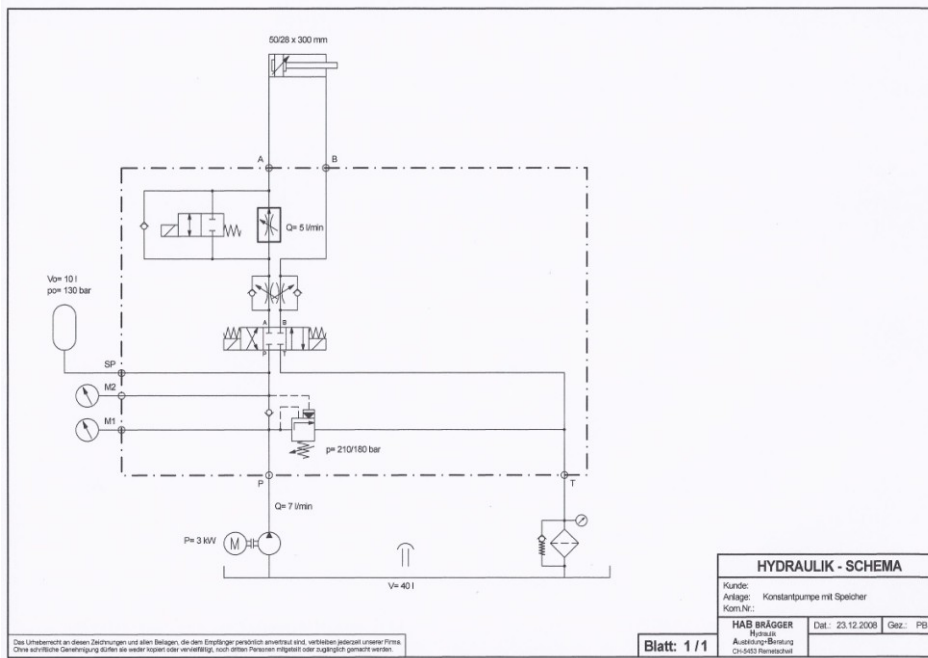 50/28 x 300 mm
A
B
Q= 5 l/min
Vo= 10 l
po= 130 bar
A B
P T
SP
M2
M1
p= 210/180 bar
P
T
Q= 7 l/min
P= 3 kW
M
V= 40 l
HYDRAULIK - SCHEMA
Kunde:
Anlage: Konstantpumpe mit Speicher
Kom.Nr.:
HAB BRÄGGER
Hydraulik
Ausbildung+Beratung
CH-5453 Remetschwil
Dat.: 23.12.2008
Gez.: PB
Blatt: 1 / 1
Das Urheberrecht an diesen Zeichnungen und allen Beilagen, die dem Empfänger persönlich anvertraut sind, verbleiben jederzeit unserer Firma.
Ohne schriftliche Genehmigung dürfen sie weder kopiert oder vervielfältigt, noch dritten Personen mitgeteilt oder zugänglich gemacht werden.